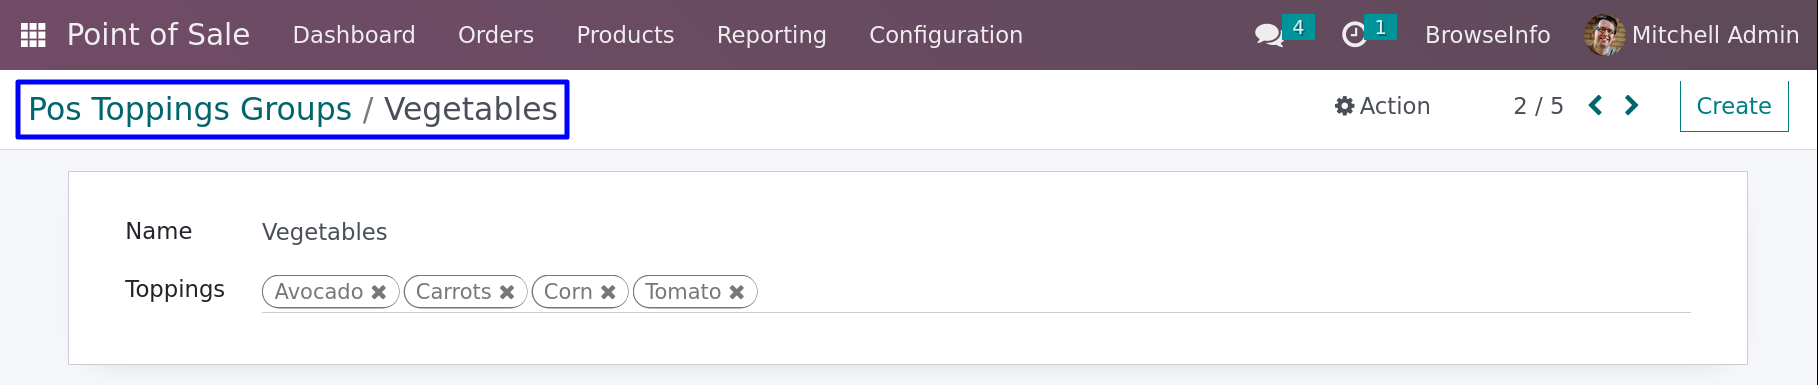 Point of Sale Dashboard Orders Products Reporting Configuration 4 1 BrowseInfo Mitchell Admin
Pos Toppings Groups / Vegetables Action 2 / 5 Create
Name Vegetables
Toppings Avocado Carrots Corn Tomato